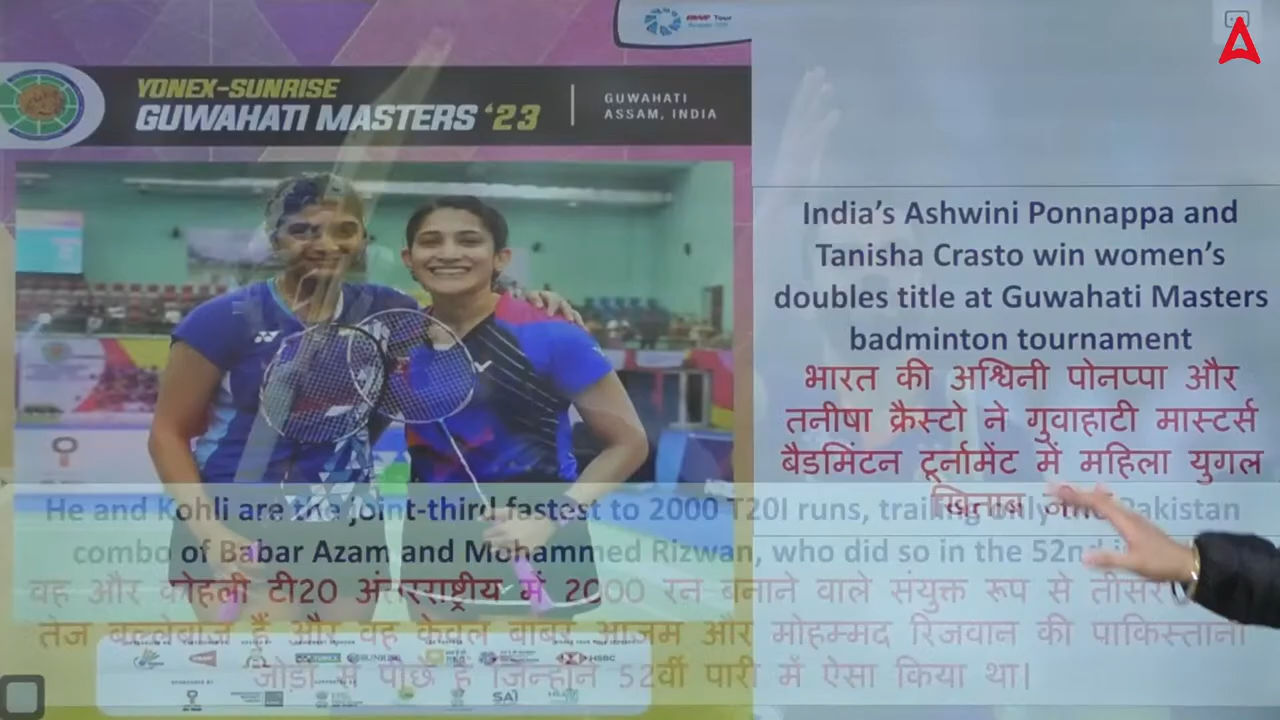 YONEX-SUNRISE
GUWAHATI MASTERS '23
GUWAHATI
ASSAM, INDIA
India's Ashwini Ponnappa and
Tanisha Crasto win women's
doubles title at Guwahati Masters
badminton tournament
भारत की अश्विनी पोनप्पा और
तनीषा क्रैस्टो ने गुवाहाटी मास्टर्स
बैडमिंटन टूर्नामेंट में महिला युगल
खिताब
He and Kohli are the joint-third fastest to 2000 T20I runs, trailing only the Pakistan
combo of Babar Azam and Mohammed Rizwan, who did so in the 52nd
वह और कोहली टी20 अंतरराष्ट्रीय में 2000 रन बनाने वाले संयुक्त रूप से तीसरे
तेज बल्लेबाज हैं और वह केवल बाबर आजम और मोहम्मद रिजवान की पाकिस्तानी
जोड़ी से पीछे हैं जिन्होंने 52वीं पारी में ऐसा किया था।
HSBC
SAI